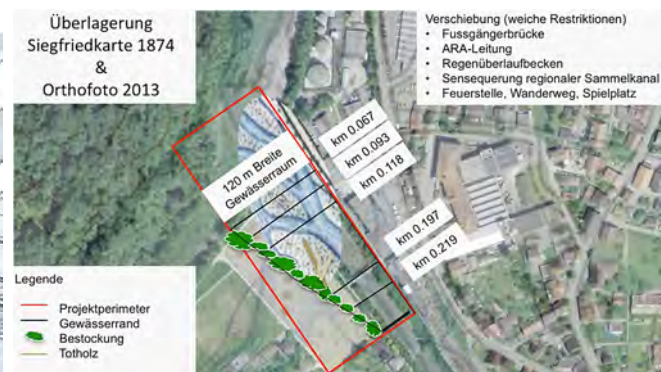 Überlagerung
Siegfriedkarte 1874
&
Orthofoto 2013
Verschiebung (weiche Restriktionen)
• Fussgängerbrücke
• ARA-Leitung
• Regenüberlaufbecken
• Sensequerung regionaler Sammelkanal
• Feuerstelle, Wanderweg, Spielplatz
km 0.067
km 0.093
km 0.118
120 m Breite
Gewässerraum
km 0.197
km 0.219
Legende
Projektperimeter
Gewässerrand
Bestockung
Totholz